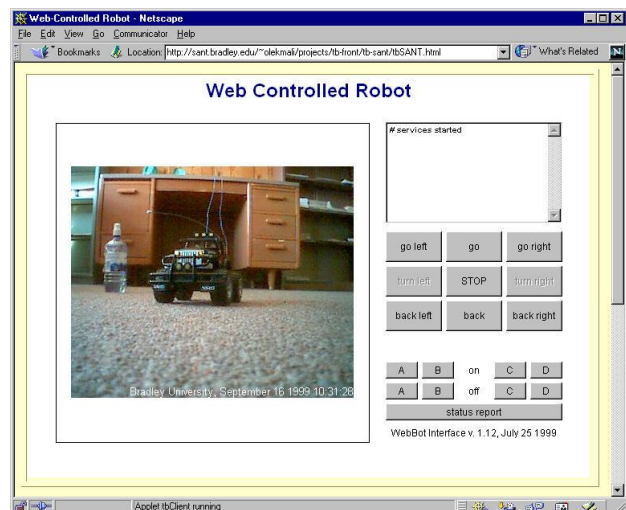 Web-Controlled Robot - Netscape
File Edit View Go Communicator Help
Bookmarks Location: http://sant.bradley.edu/~olekmali/projects/tb-front/tb-sant/tbSANT.html What's Related
Web Controlled Robot
# services started
go left go go right
turn left STOP turn right
back left back back right
A B on C D
A B off C D
status report
WebBot Interface v. 1.12, July 25 1999
Bradley University, September 16 1999 10:31:28
Applet tbClient running